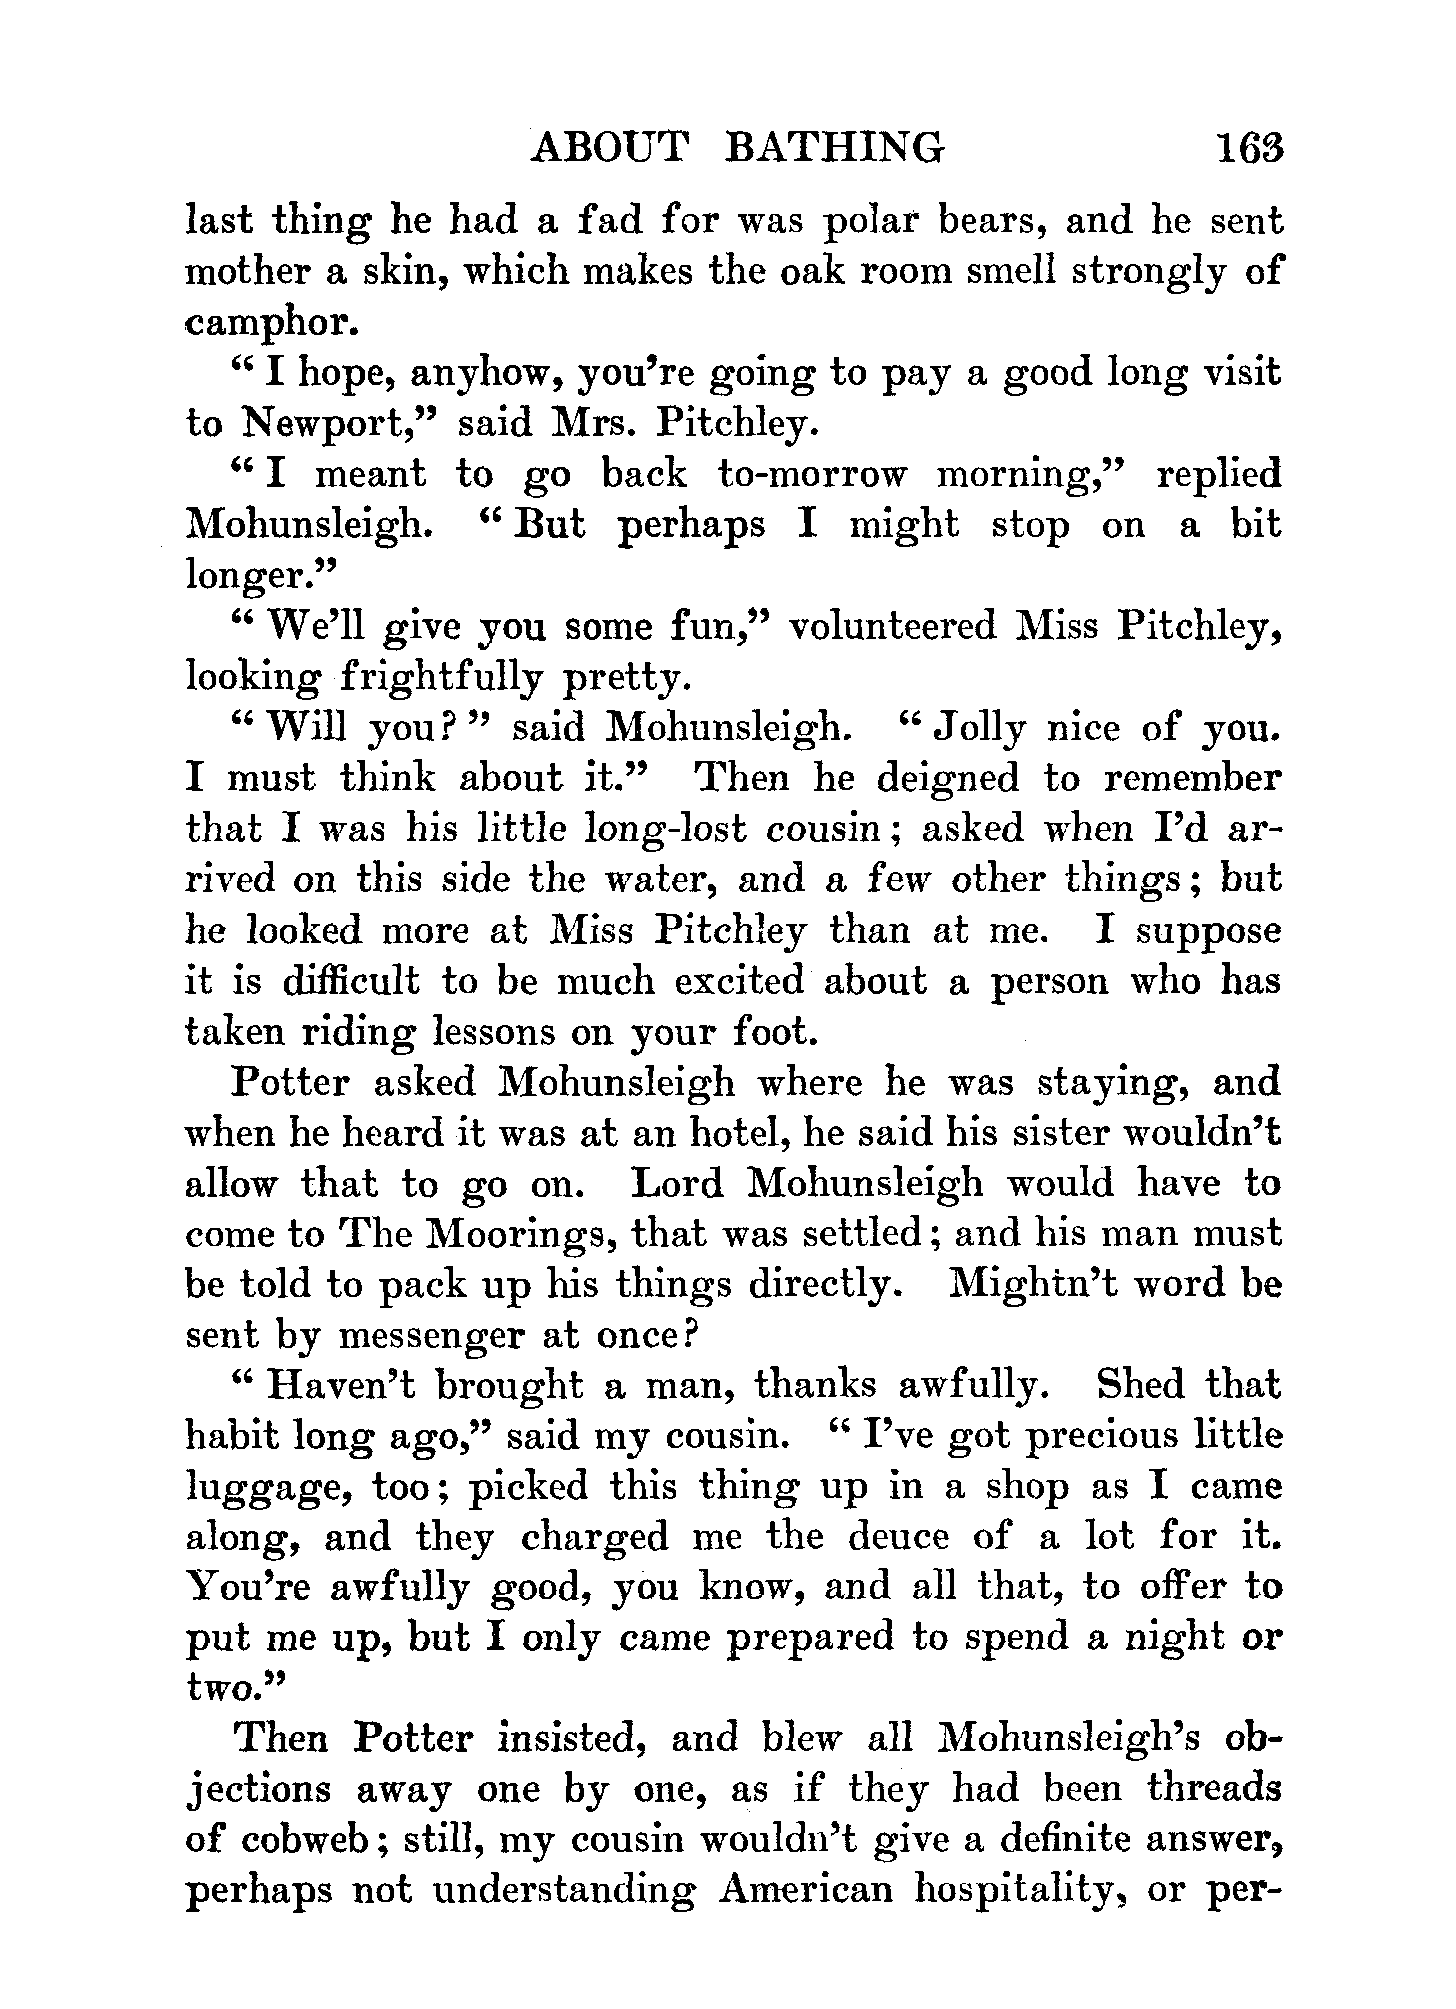 ABOUT BATHING 163
last thing he had a fad for was polar bears, and he sent
mother a skin, which makes the oak room smell strongly of
camphor.
“ I hope, anyhow, you’re going to pay a good long visit
to Newport,” said Mrs. Pitchley.
“ I meant to go back to-morrow morning,” replied
Mohunsleigh. “ But perhaps I might stop on a bit
longer.”
“ We’ll give you some fun,” volunteered Miss Pitchley,
looking frightfully pretty.
“ Will you? ” said Mohunsleigh. “ Jolly nice of you.
I must think about it.” Then he deigned to remember
that I was his little long-lost cousin ; asked when I’d ar-
rived on this side the water, and a few other things ; but
he looked more at Miss Pitchley than at me. I suppose
it is difficult to be much excited about a person who has
taken riding lessons on your foot.
Potter asked Mohunsleigh where he was staying, and
when he heard it was at an hotel, he said his sister wouldn’t
allow that to go on. Lord Mohunsleigh would have to
come to The Moorings, that was settled ; and his man must
be told to pack up his things directly. Mightn’t word be
sent by messenger at once?
“ Haven’t brought a man, thanks awfully. Shed that
habit long ago,” said my cousin. “ I’ve got precious little
luggage, too ; picked this thing up in a shop as I came
along, and they charged me the deuce of a lot for it.
You’re awfully good, you know, and all that, to offer to
put me up, but I only came prepared to spend a night or
two.”
Then Potter insisted, and blew all Mohunsleigh’s ob-
jections away one by one, as if they had been threads
of cobweb ; still, my cousin wouldn’t give a definite answer,
perhaps not understanding American hospitality, or per-